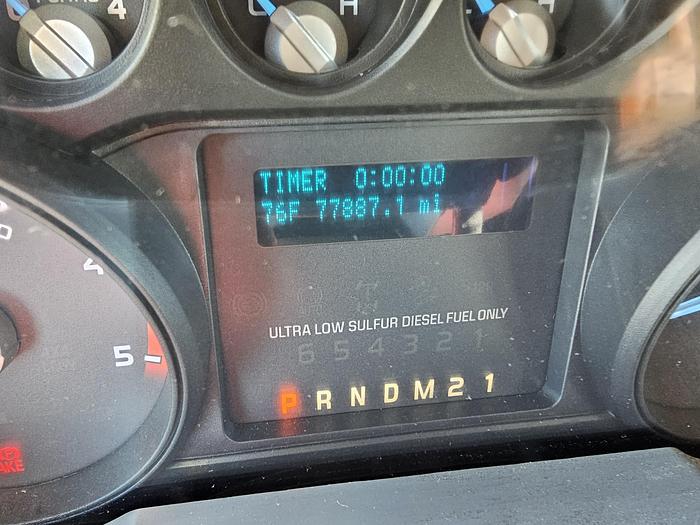 4 H H
TIMER 0:00:00
76F 77887.1 mi
4
ULTRA LOW SULFUR DIESEL FUEL ONLY
6 5 4 3 2 1
5
P R N D M 2 1